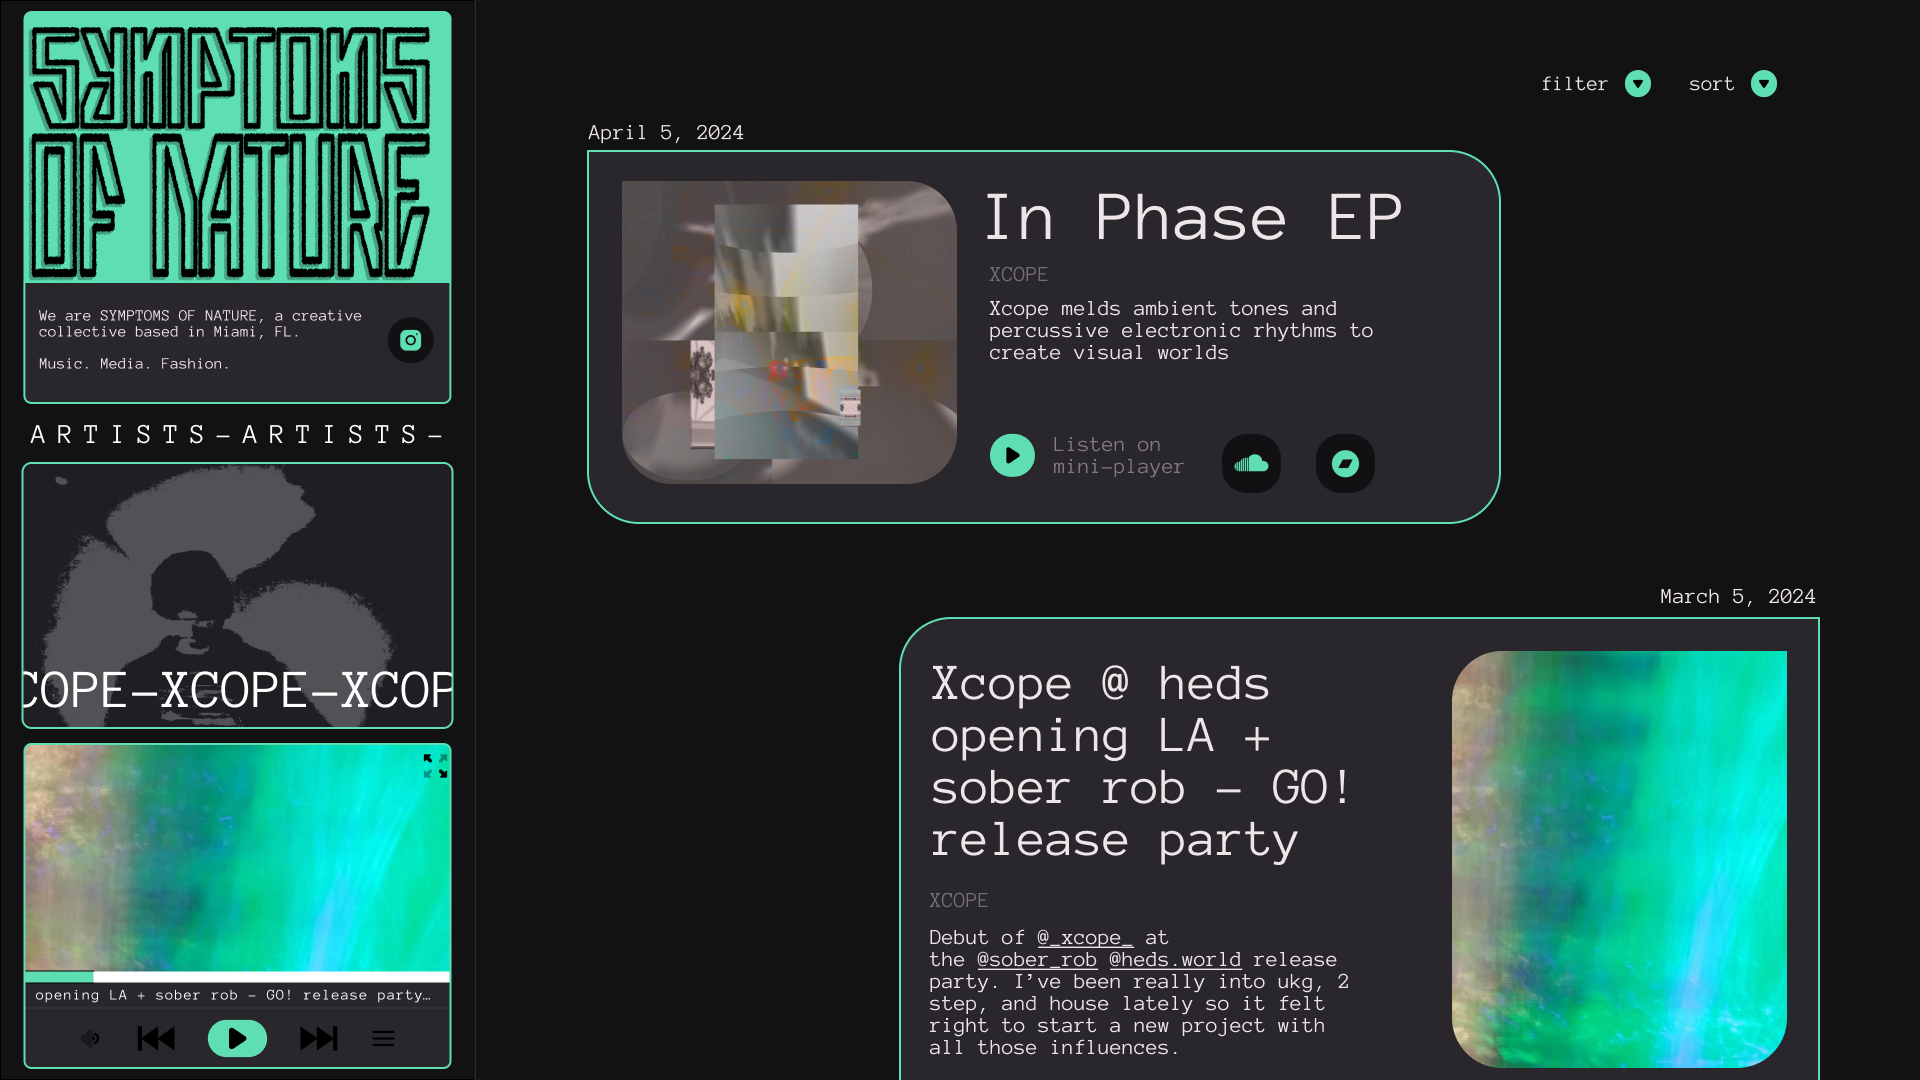 SYMPTOMS
OF NATURE
We are SYMPTOMS OF NATURE, a creative
collective based in Miami, FL.
Music. Media. Fashion.
ARTISTS-ARTISTS-
COPE-XCOPE-XCOP
opening LA + sober rob - GO! release party…
filter
sort
April 5, 2024
In Phase EP
XCOPE
Xcope melds ambient tones and
percussive electronic rhythms to
create visual worlds
Listen on
mini-player
March 5, 2024
Xcope @ heds
opening LA +
sober rob - GO!
release party
XCOPE
Debut of @_xcope_ at
the @sober_rob @heds.world release
party. I’ve been really into ukg, 2
step, and house lately so it felt
right to start a new project with
all those influences.